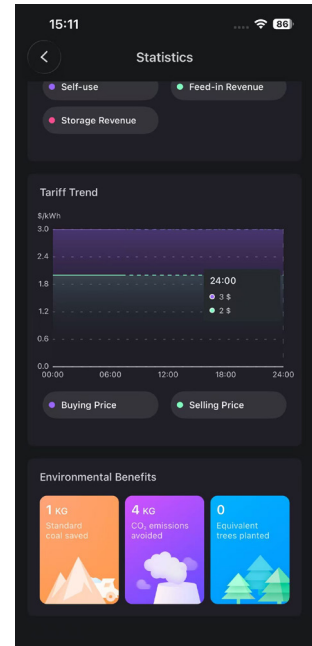 15:11
86
Statistics
Self-use
Feed-in Revenue
Storage Revenue
Tariff Trend
$/kWh
3.0
2.4
1.8
1.2
0.6
0.0
24:00
3 $
2 $
00:00 06:00 12:00 18:00 24:00
Buying Price
Selling Price
Environmental Benefits
1 KG
Standard
coal saved
4 KG
CO₂ emissions
avoided
0
Equivalent
trees planted